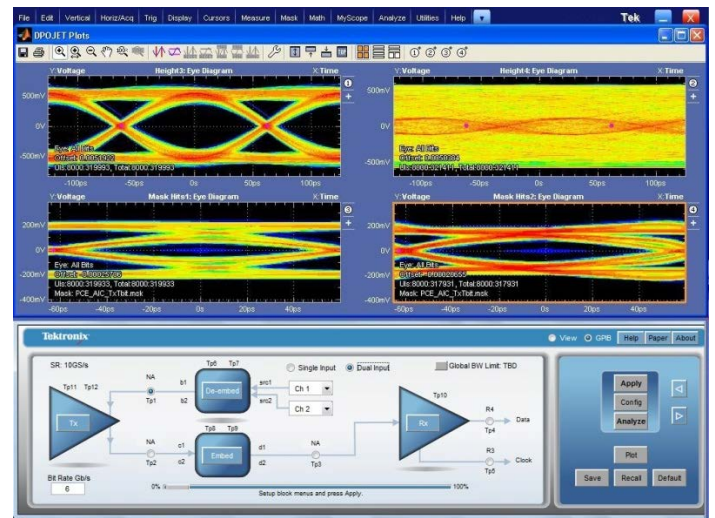 File Edit Vertical Horiz/Acq Trig Display Cursors Measure Mask Math MyScope Analyze Utilities Help Tek
DPOJET Plots
Y:Voltage Height3: Eye Diagram X:Time
500mV
0V
-500mV
Eye: All Bits
UIs:8000:319993, Total:8000:319993
-100ps -50ps 0s 50ps 100ps
Y:Voltage Height4: Eye Diagram X:Time
500mV
0V
-500mV
Eye: All Bits
-100ps -50ps 0s 50ps 100ps
Y:Voltage Mask Hits1: Eye Diagram X:Time
200mV
0V
-200mV
-400mV
Eye: All Bits
UIs:8000:319933, Total:8000:319933
Mask: PCE_AIC_TxTbit.msk
-60ps -40ps -20ps 0s 20ps 40ps
Y:Voltage Mask Hits2: Eye Diagram X:Time
200mV
0V
-200mV
-400mV
Eye: All Bits
UIs:8000:317931, Total:8000:317931
Mask: PCE_AIC_TxTbit.msk
-60ps -40ps -20ps 0s 20ps 40ps
Tektronix View GPIB Help Paper About
SR: 10GS/s
Tp6 Tp7
Single Input Dual Input
Global BW Limit: TBD
Tp11 Tp12
NA
Tp1
b1
b2
De-embed
src1
Ch 1
src2
Ch 2
Tp10
Tx
Rx
R4
Tp4
Data
NA
Tp2
c1
c2
Tp8 Tp9
Embed
d1
d2
NA
Tp3
R3
Tp5
Clock
Bit Rate Gb/s
6
0% 100%
Setup block menus and press Apply.
Apply
Config
Analyze
Plot
Save Recall Default